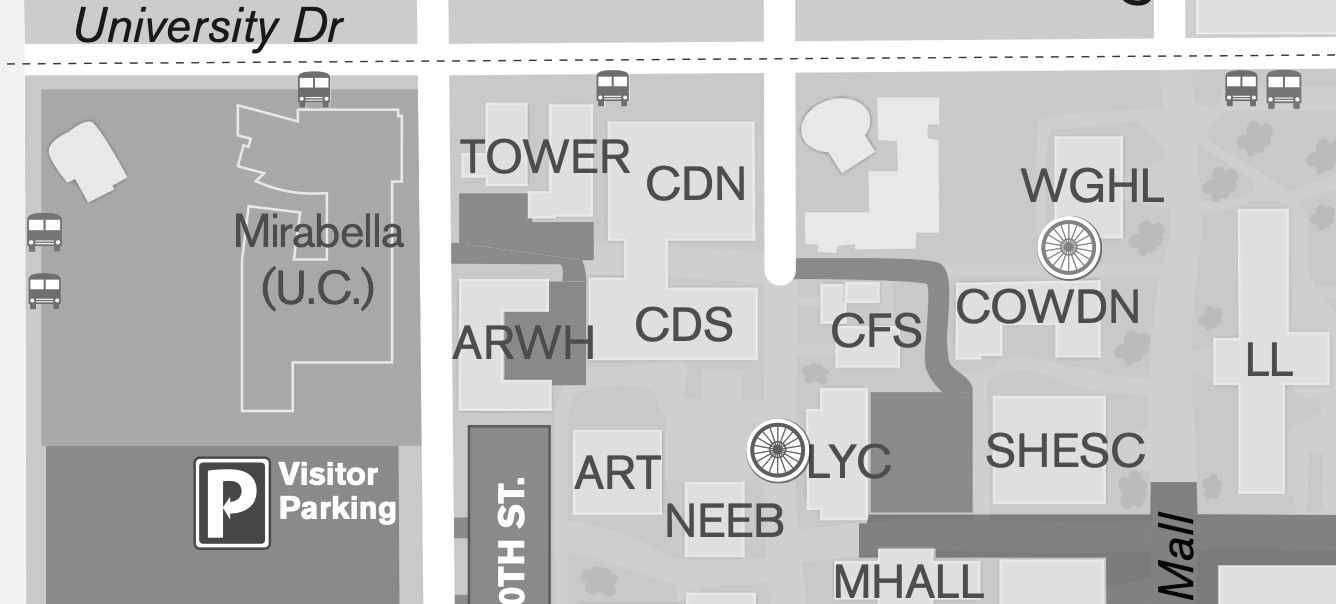 University Dr
TOWER
CDN
WGHL
Mirabella
(U.C.)
ARWH
CDS
CFS
COWDN
LL
P
Visitor
Parking
ART
LYC
SHESC
NEEB
0TH ST.
MHALL
Mall